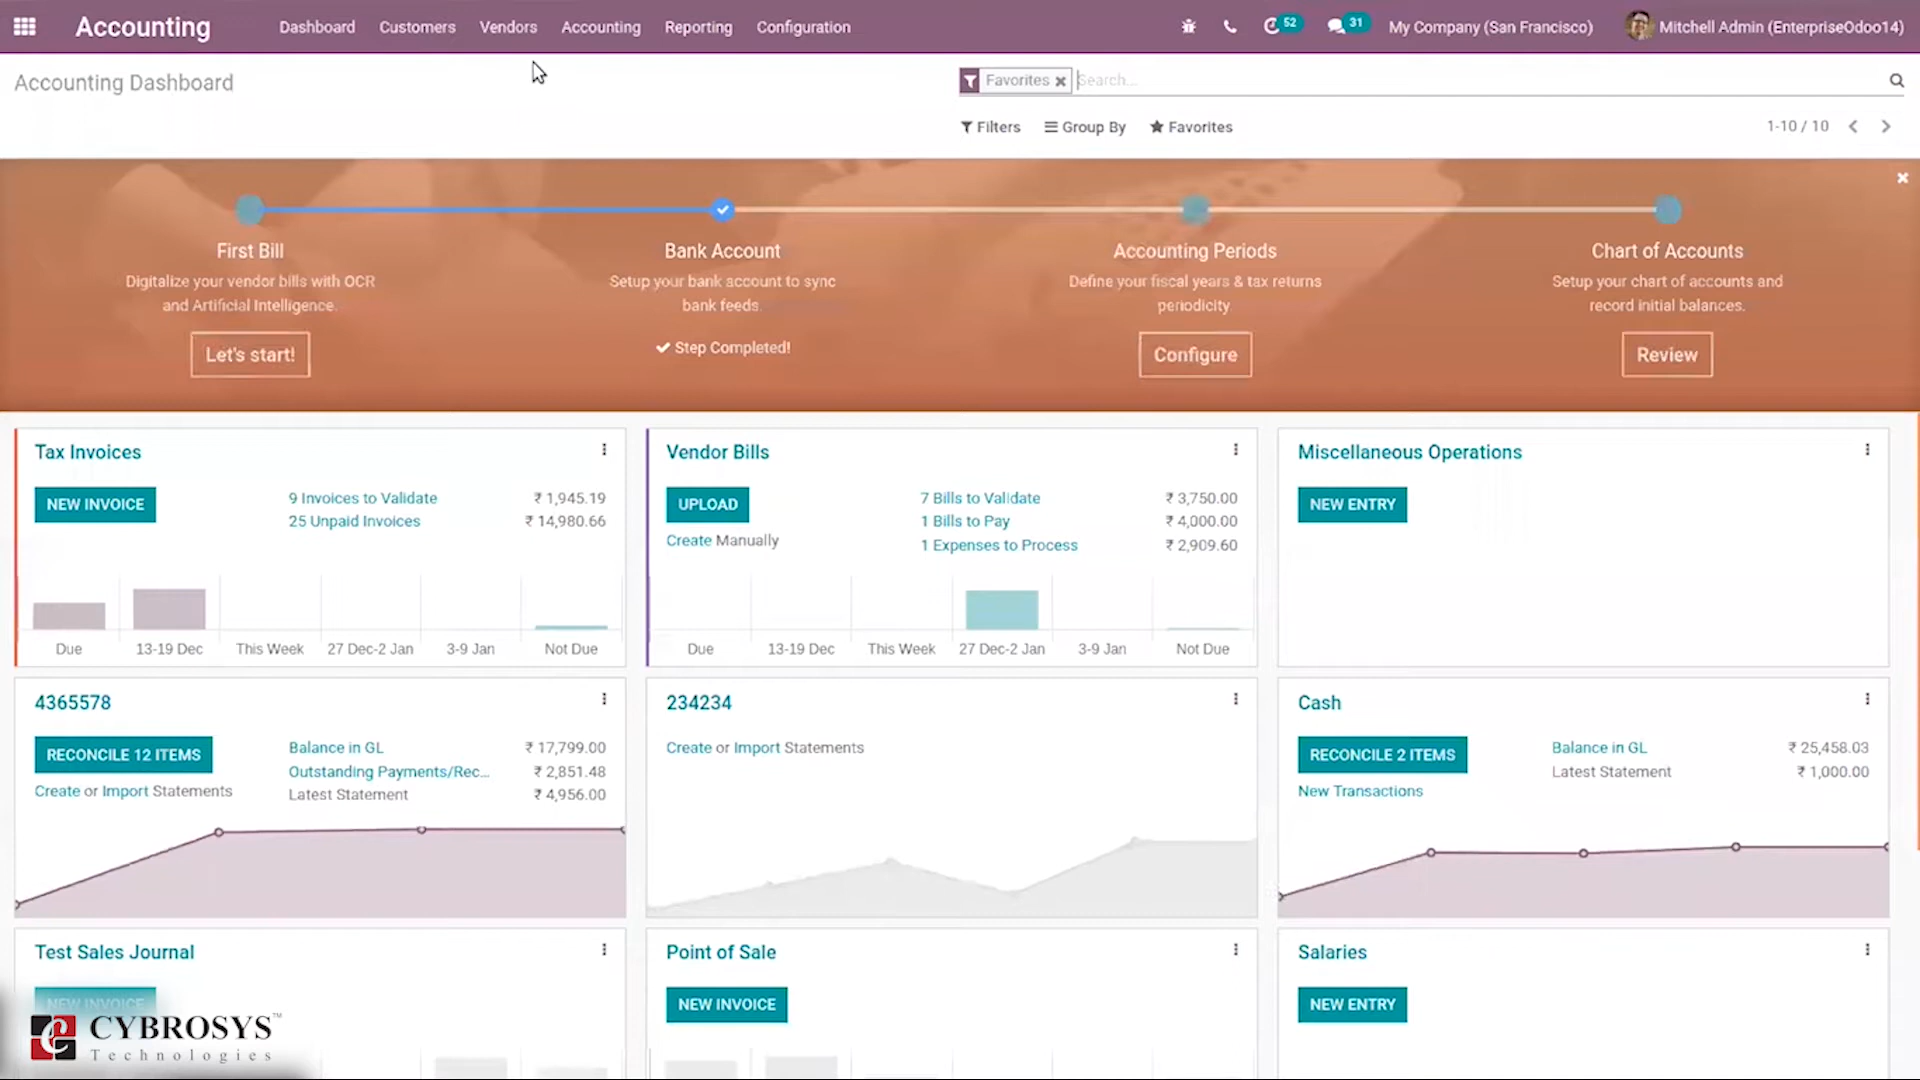 Accounting Dashboard Customers Vendors Accounting Reporting Configuration 52 31 My Company (San Francisco) Mitchell Admin (EnterpriseOdoo14)
Accounting Dashboard
Favorites Search...
Filters Group By Favorites 1-10 / 10
First Bill
Digitalize your vendor bills with OCR
and Artificial Intelligence.
Let's start!
Bank Account
Setup your bank account to sync
bank feeds.
Step Completed!
Accounting Periods
Define your fiscal years & tax returns
periodicity.
Configure
Chart of Accounts
Setup your chart of accounts and
record initial balances.
Review
Tax Invoices
NEW INVOICE
9 Invoices to Validate ₹ 1,945.19
25 Unpaid Invoices ₹ 14,980.66
Due 13-19 Dec This Week 27 Dec-2 Jan 3-9 Jan Not Due
Vendor Bills
UPLOAD
Create Manually
7 Bills to Validate ₹ 3,750.00
1 Bills to Pay ₹ 4,000.00
1 Expenses to Process ₹ 2,909.60
Due 13-19 Dec This Week 27 Dec-2 Jan 3-9 Jan Not Due
Miscellaneous Operations
NEW ENTRY
4365578
RECONCILE 12 ITEMS
Create or Import Statements
Balance in GL ₹ 17,799.00
Outstanding Payments/Rec... ₹ 2,851.48
Latest Statement ₹ 4,956.00
234234
Create or Import Statements
Cash
RECONCILE 2 ITEMS
New Transactions
Balance in GL ₹ 25,458.03
Latest Statement ₹ 1,000.00
Test Sales Journal
NEW INVOICE
Point of Sale
NEW INVOICE
Salaries
NEW ENTRY
CYBROSYS™
Technologies